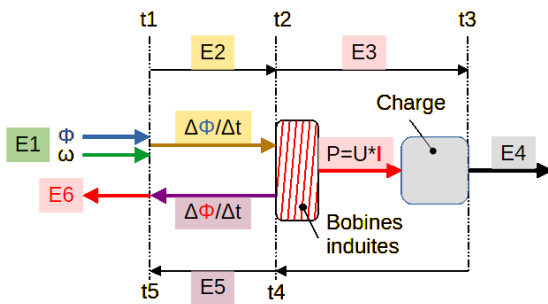 t1
t2
t3
E2
E3
Charge
E1
Φ
ω
ΔΦ/Δt
P=U*I
E4
E6
ΔΦ/Δt
Bobines
induites
E5
t5
t4